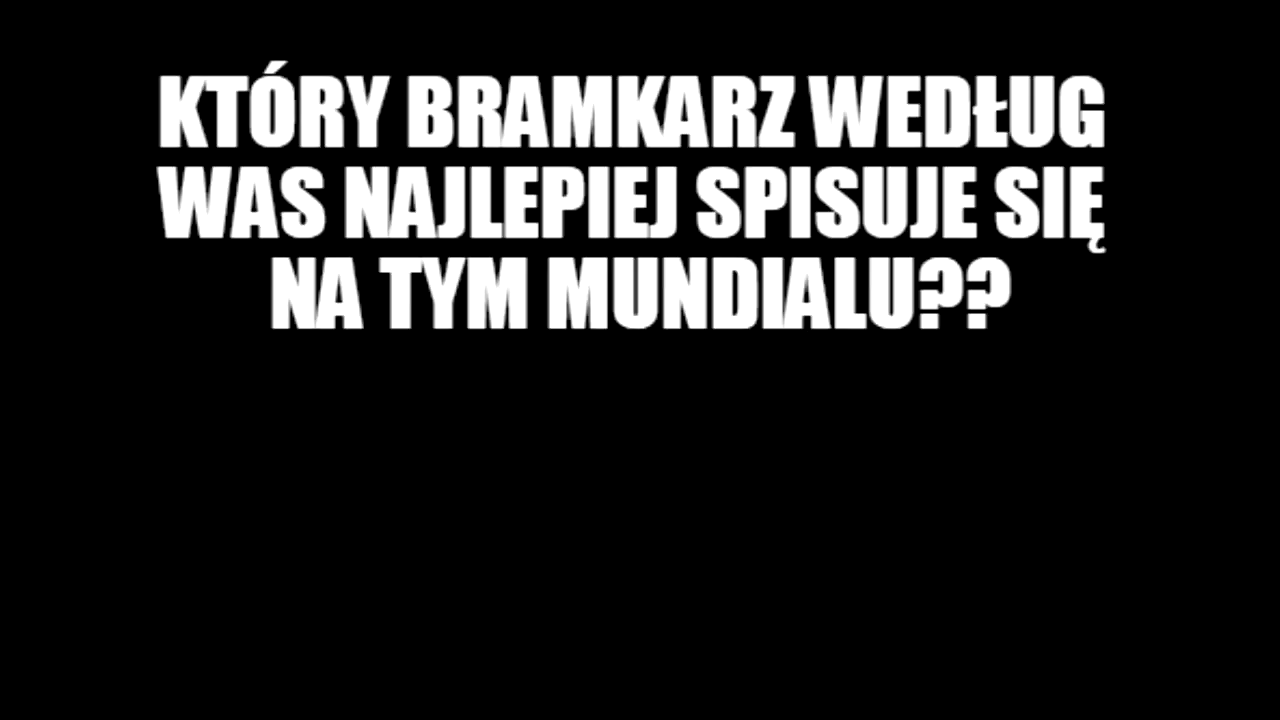 KTÓRY BRAMKARZ WEDŁUG
WAS NAJLEPIEJ SPISUJE SIĘ
NA TYM MUNDIALU??